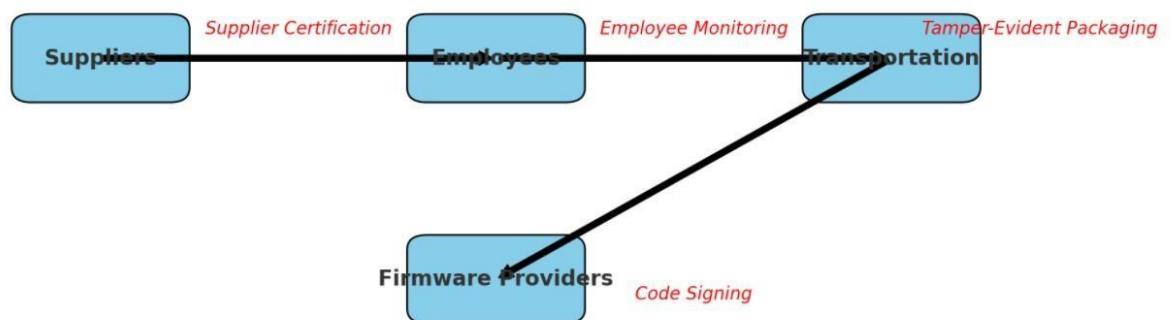 Supplier Certification
Employee Monitoring
Tamper-Evident Packaging
Suppliers
Employees
Transportation
Firmware Providers
Code Signing